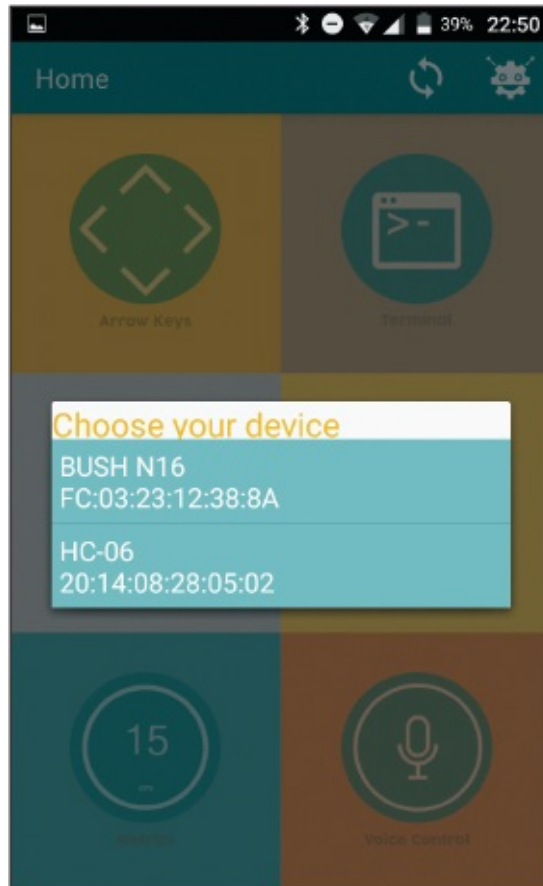 39% 22:50
Home
Arrow Keys
Terminal
Choose your device
BUSH N16
FC:03:23:12:38:8A
HC-06
20:14:08:28:05:02
15
Voice Control